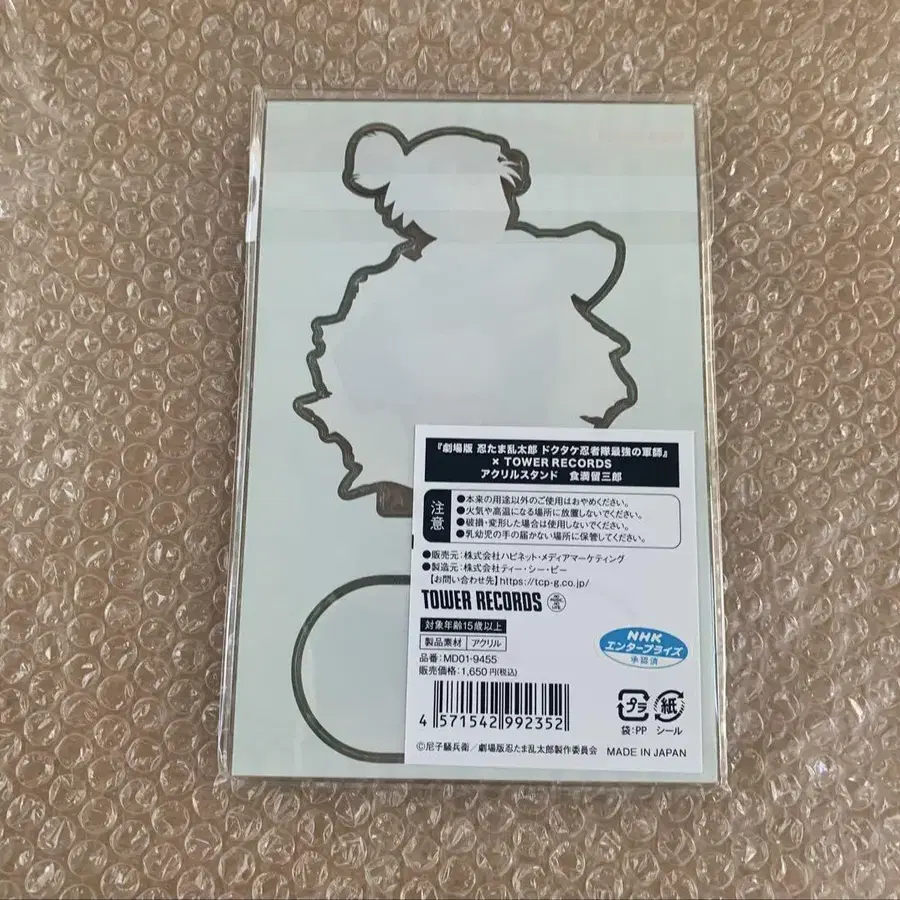 『劇場版 忍たま乱太郎 ドクタケ忍者隊最強の軍師』
× TOWER RECORDS
アクリルスタンド　食満留三郎
注意
●本来の用途以外のご使用はおやめください。
●火気や高温になる場所に放置しないでください。
●破損・変形した場合は使用しないでください。
●乳幼児の手の届かない場所に保管してください。
●販売元：株式会社ハピネット・メディアマーケティング
●製造元：株式会社ティー・シー・ピー
【お問い合わせ先】https://tcp-g.co.jp/
TOWER RECORDS
NO MUSIC, NO LIFE.
対象年齢15歳以上
製品素材 アクリル
品番：MD01-9455
販売価格：1,650円(税込)
NHK
エンタープライズ
承認済
4 571542 992352
プラ 紙
袋：PP シール
©尼子騒兵衛／劇場版忍たま乱太郎製作委員会 MADE IN JAPAN